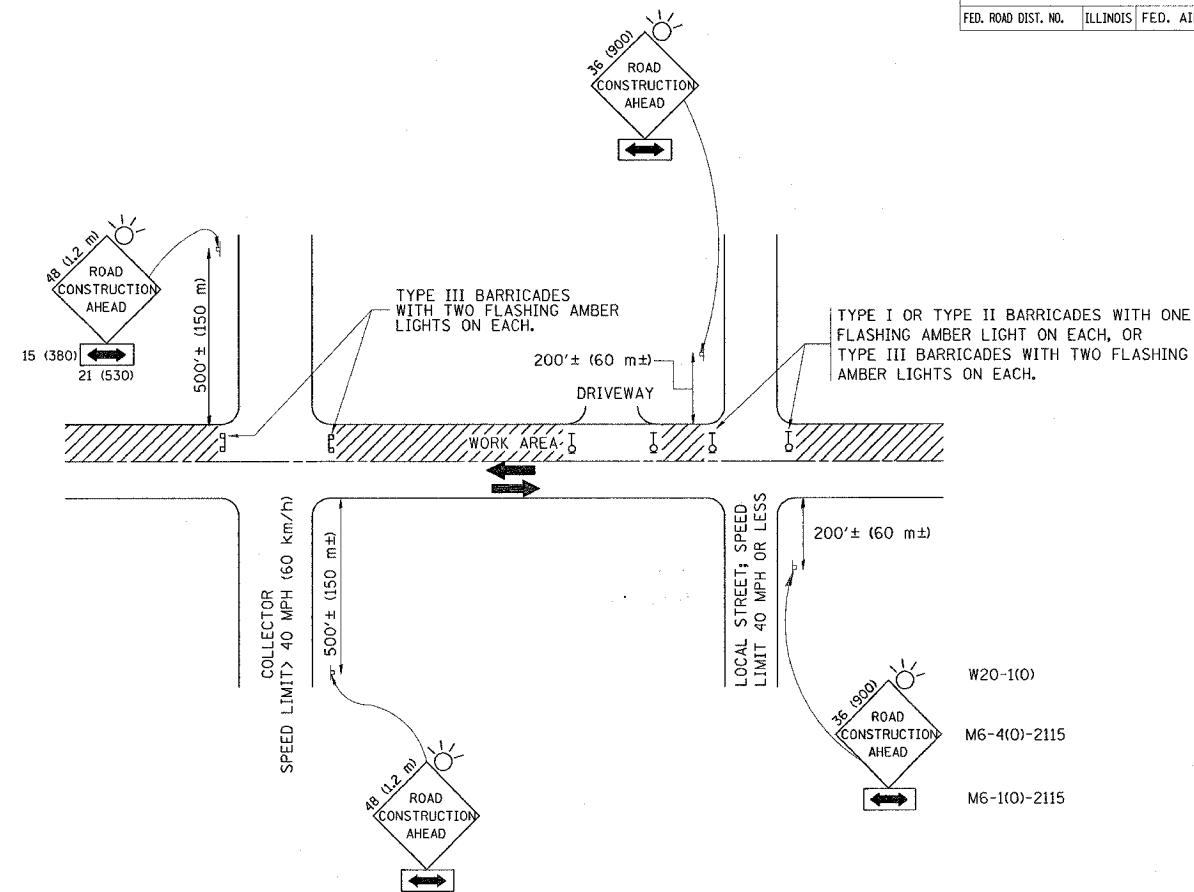 FED. ROAD DIST. NO. ILLINOIS FED. AI
36 (900)
ROAD
CONSTRUCTION
AHEAD
48 (1.2 m)
ROAD
CONSTRUCTION
AHEAD
15 (380)
21 (530)
500'± (150 m)
TYPE III BARRICADES
WITH TWO FLASHING AMBER
LIGHTS ON EACH.
200'± (60 m±)
DRIVEWAY
TYPE I OR TYPE II BARRICADES WITH ONE
FLASHING AMBER LIGHT ON EACH, OR
TYPE III BARRICADES WITH TWO FLASHING
AMBER LIGHTS ON EACH.
WORK AREA
COLLECTOR
SPEED LIMIT> 40 MPH (60 km/h)
500'± (150 m±)
LOCAL STREET; SPEED
LIMIT 40 MPH OR LESS
200'± (60 m±)
48 (1.2 m)
ROAD
CONSTRUCTION
AHEAD
36 (900)
ROAD
CONSTRUCTION
AHEAD
W20-1(O)
M6-4(O)-2115
M6-1(O)-2115